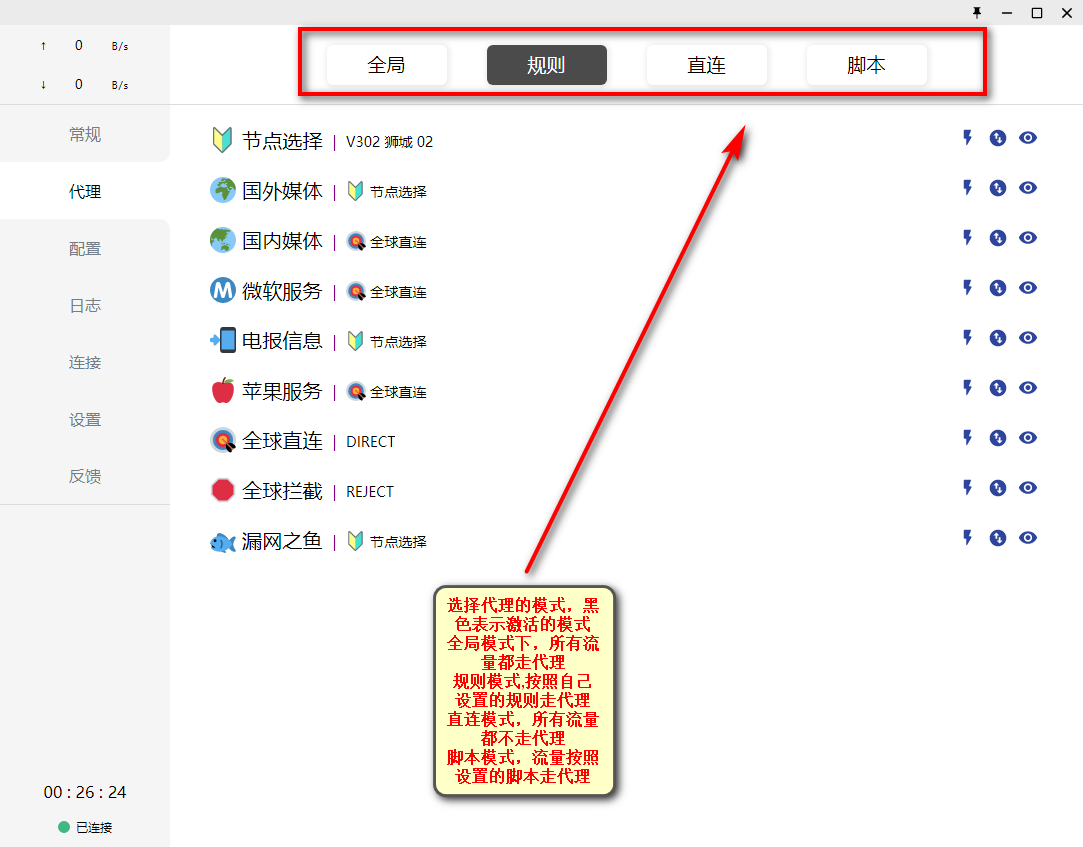 ↑ 0 B/s
↓ 0 B/s
全局 规则 直连 脚本
常规
代理
配置
日志
连接
设置
反馈
节点选择 | V302 狮城 02
国外媒体 | 节点选择
国内媒体 | 全球直连
M 微软服务 | 全球直连
电报信息 | 节点选择
苹果服务 | 全球直连
全球直连 | DIRECT
全球拦截 | REJECT
漏网之鱼 | 节点选择
选择代理的模式，黑
色表示激活的模式
全局模式下，所有流
量都走代理
规则模式,按照自己
设置的规则走代理
直连模式，所有流量
都不走代理
脚本模式，流量按照
设置的脚本走代理
00 : 26 : 24
已连接